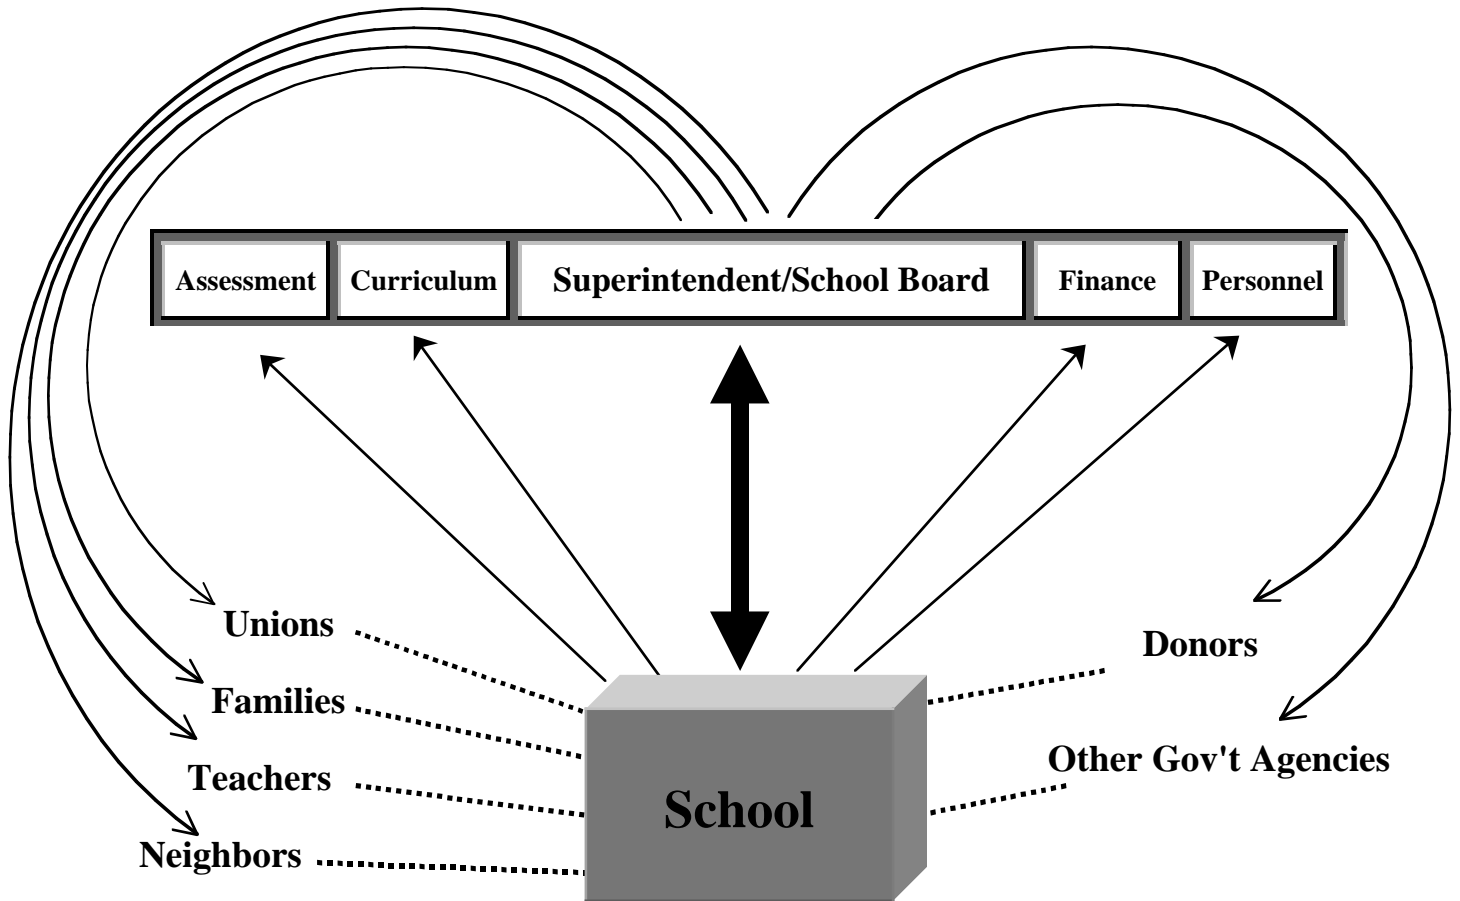 Assessment
Curriculum
Superintendent/School Board
Finance
Personnel
Unions
Donors
Families
Other Gov't Agencies
Teachers
School
Neighbors